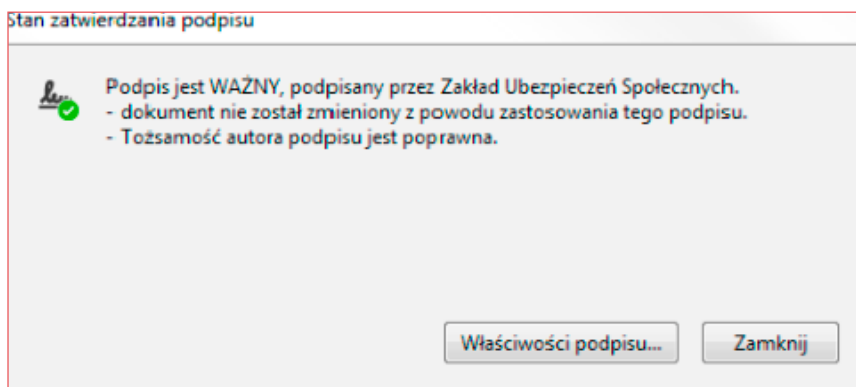 Stan zatwierdzania podpisu
Podpis jest WAŻNY, podpisany przez Zakład Ubezpieczeń Społecznych.
- dokument nie został zmieniony z powodu zastosowania tego podpisu.
- Tożsamość autora podpisu jest poprawna.
Właściwości podpisu...
Zamknij